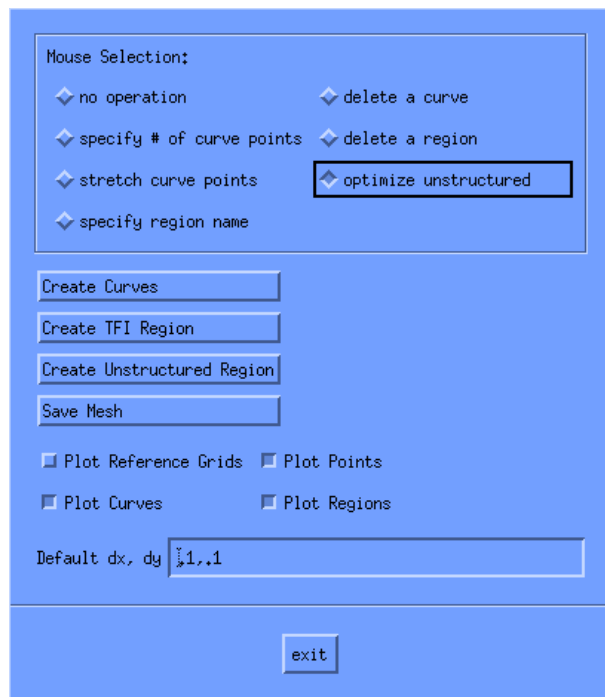 Mouse Selection:
no operation
delete a curve
specify # of curve points
delete a region
stretch curve points
optimize unstructured
specify region name
Create Curves
Create TFI Region
Create Unstructured Region
Save Mesh
Plot Reference Grids
Plot Points
Plot Curves
Plot Regions
Default dx, dy
.1,.1
exit